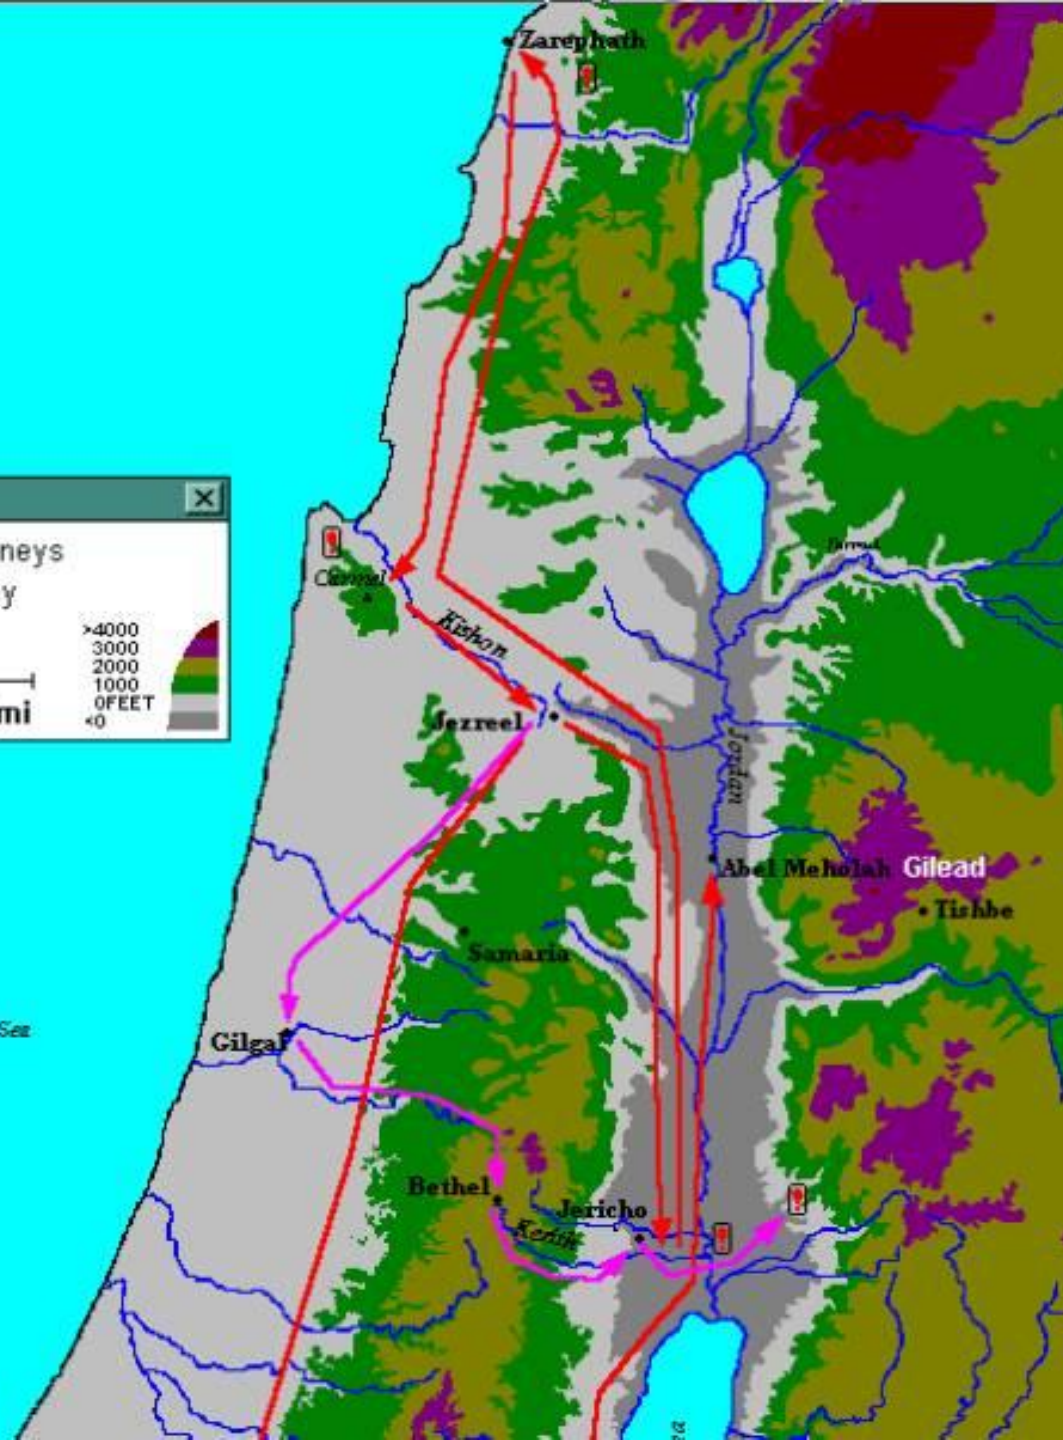 Zarephath
neys
y
>4000
3000
2000
1000
0FEET
<0
mi
Carmel
Kishon
Jezreel
Jordan
Abel Meholah
Gilead
Tishbe
Samaria
Sea
Gilgal
Bethel
Jericho
Kerith
a